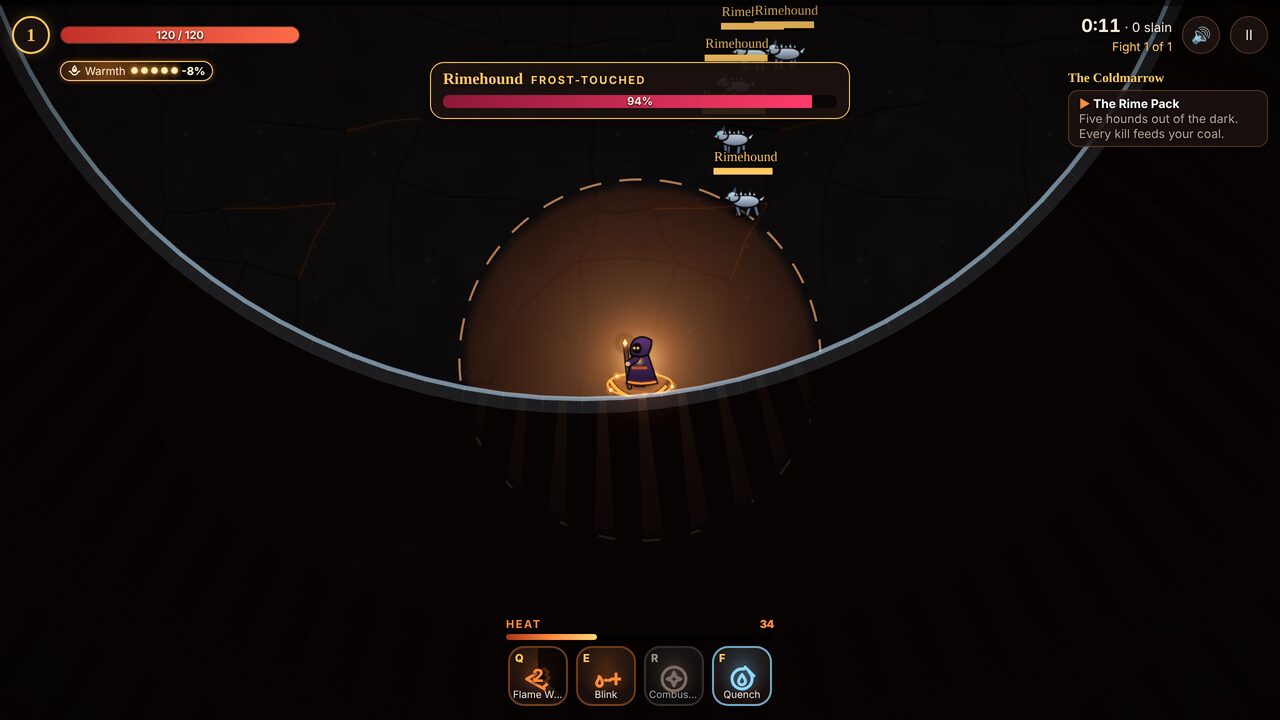 1
120 / 120
Warmth -8%
Rimehound
Rimehound
Rimehound FROST-TOUCHED
94%
Rimehound
0:11 · 0 slain
Fight 1 of 1
The Coldmarrow
The Rime Pack
Five hounds out of the dark.
Every kill feeds your coal.
HEAT 34
Q E R F
2
Flame W... Blink Combus... Quench